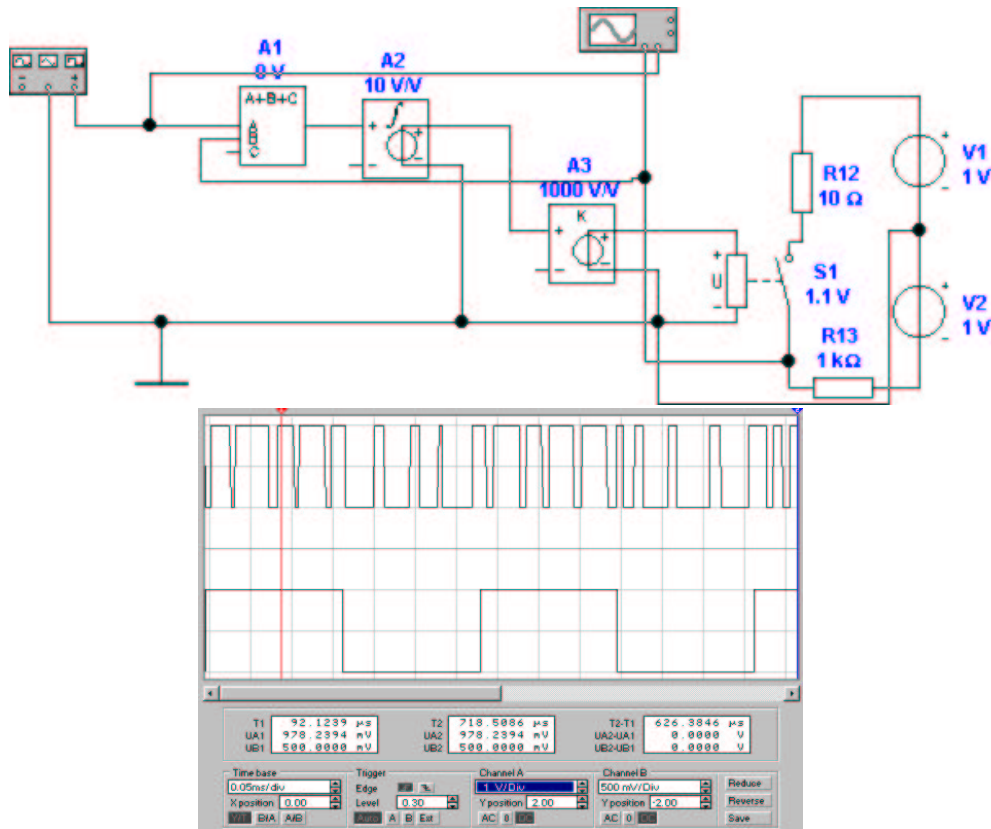 A1
0 V
A2
10 V/V
A+B+C
A
B
C
A3
1000 V/V
K
R12
10 Ω
V1
1 V
U
S1
1.1 V
V2
1 V
R13
1 kΩ
T1 92.1239 µs
UA1 978.2394 mV
UB1 500.0000 mV
T2 718.5086 µs
UA2 978.2394 mV
UB2 500.0000 mV
T2-T1 626.3846 µs
UA2-UA1 0.0000 V
UB2-UB1 0.0000 V
Time base
0.05ms/div
X position 0.00
Y/T B/A A/B
Trigger
Edge
Level 0.30
Auto A B Ext
Channel A
1 V/Div
Y position 2.00
AC 0 DC
Channel B
500 mV/Div
Y position -2.00
AC 0 DC
Reduce
Reverse
Save